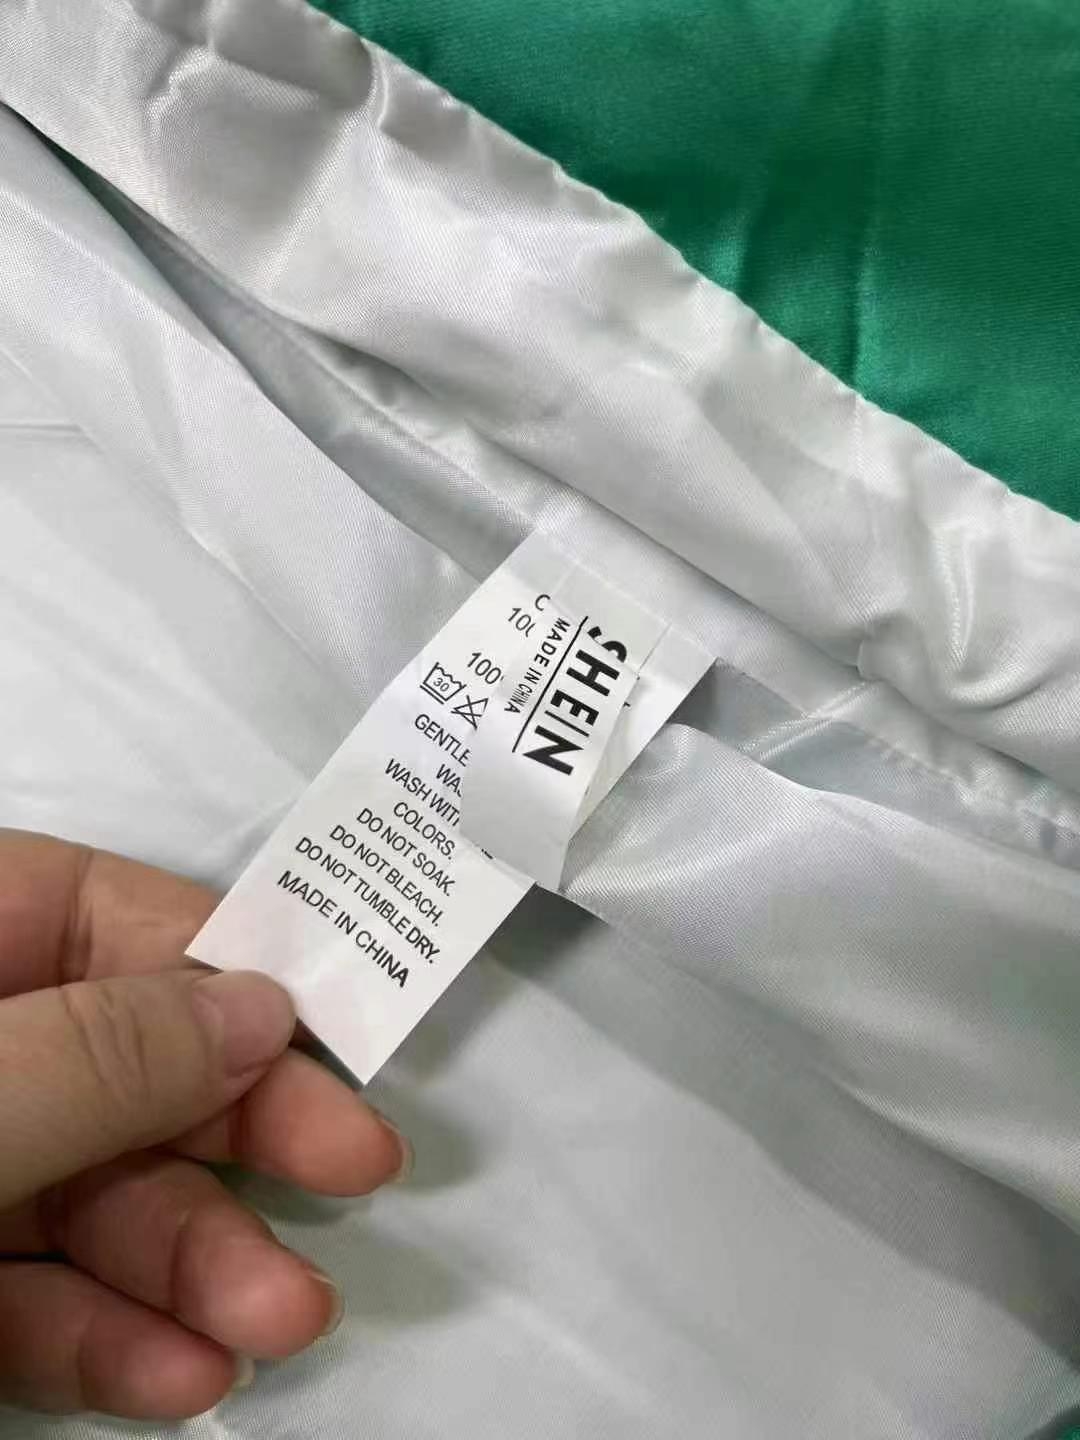 SHEIN
MADE IN CHINA
30
GENTLE
WASH WITH
COLORS.
DO NOT SOAK.
DO NOT BLEACH.
DO NOT TUMBLE DRY.
MADE IN CHINA